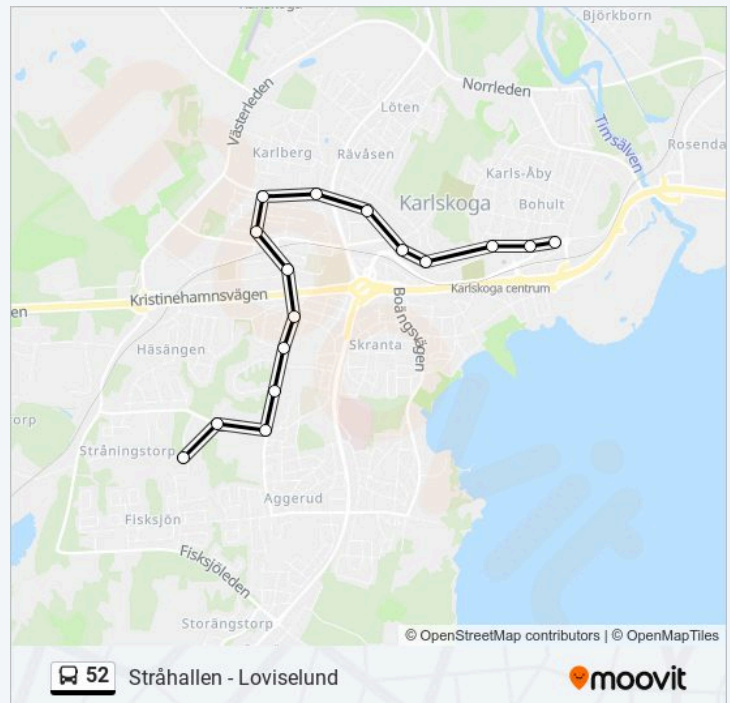 Björkborn
Norrleden
Västerleden
Löten
Timsälven
Karlberg
Rävåsen
Rosenda
Karls-Åby
Karlskoga
Bohult
Kristinehamnsvägen
Karlskoga centrum
en
Boängsvägen
Häsängen
Skranta
orp
Stråningstorp
Aggerud
Fisksjön
Fisksjöleden
Storängstorp
© OpenStreetMap contributors | © OpenMapTiles
52 Stråhallen - Loviselund
moovit